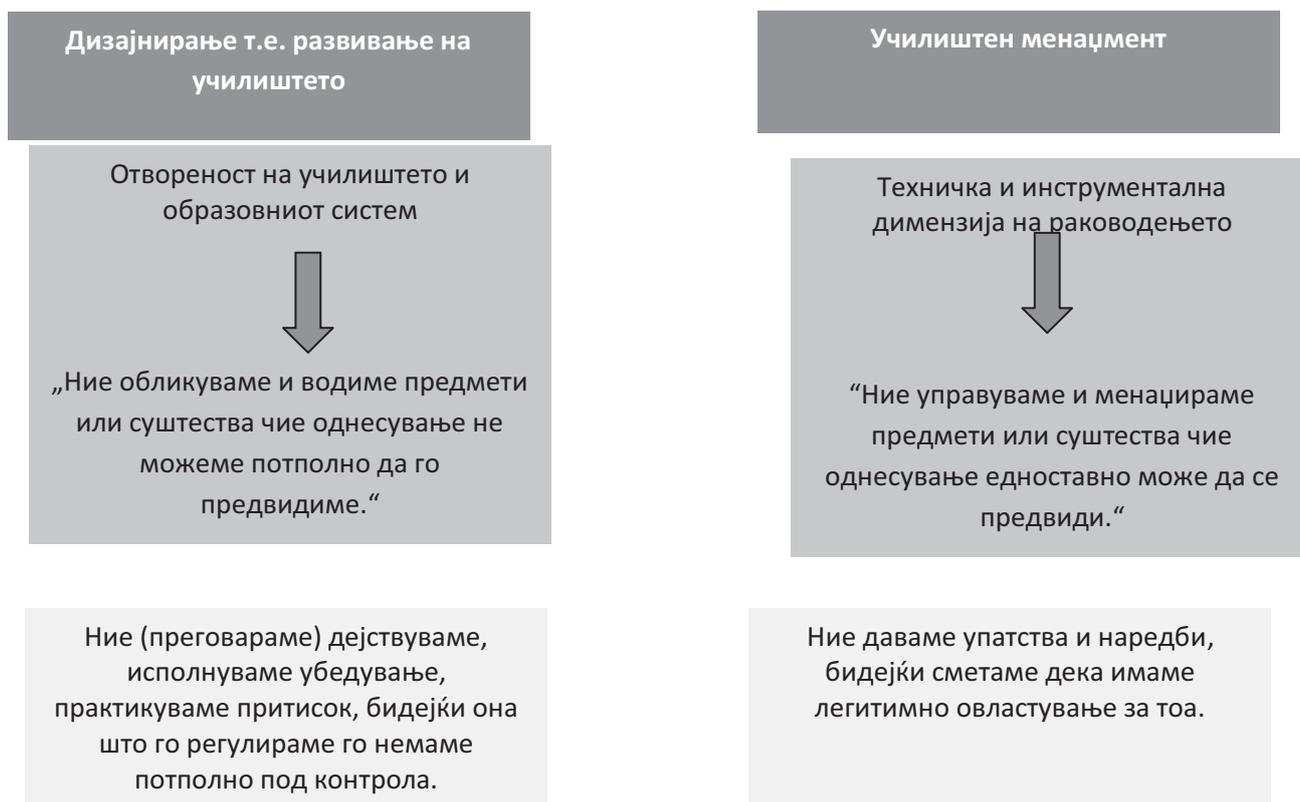 Дизајнирање т.е. развивање на
училиштето
Отвореност на училиштето и
образовниот систем
„Ние обликуваме и водиме предмети
или суштества чие однесување не
можеме потполно да го
предвидиме.“
Ние (преговараме) дејствуваме,
исполнуваме убедување,
практикуваме притисок, бидејќи она
што го регулираме го немаме
потполно под контрола.
Училиштен менаџмент
Техничка и инструментална
димензија на раководењето
“Ние управуваме и менаџираме
предмети или суштества чие
однесување едноставно може да се
предвиди.“
Ние даваме упатства и наредби,
бидејќи сметаме дека имаме
легитимно овластување за тоа.